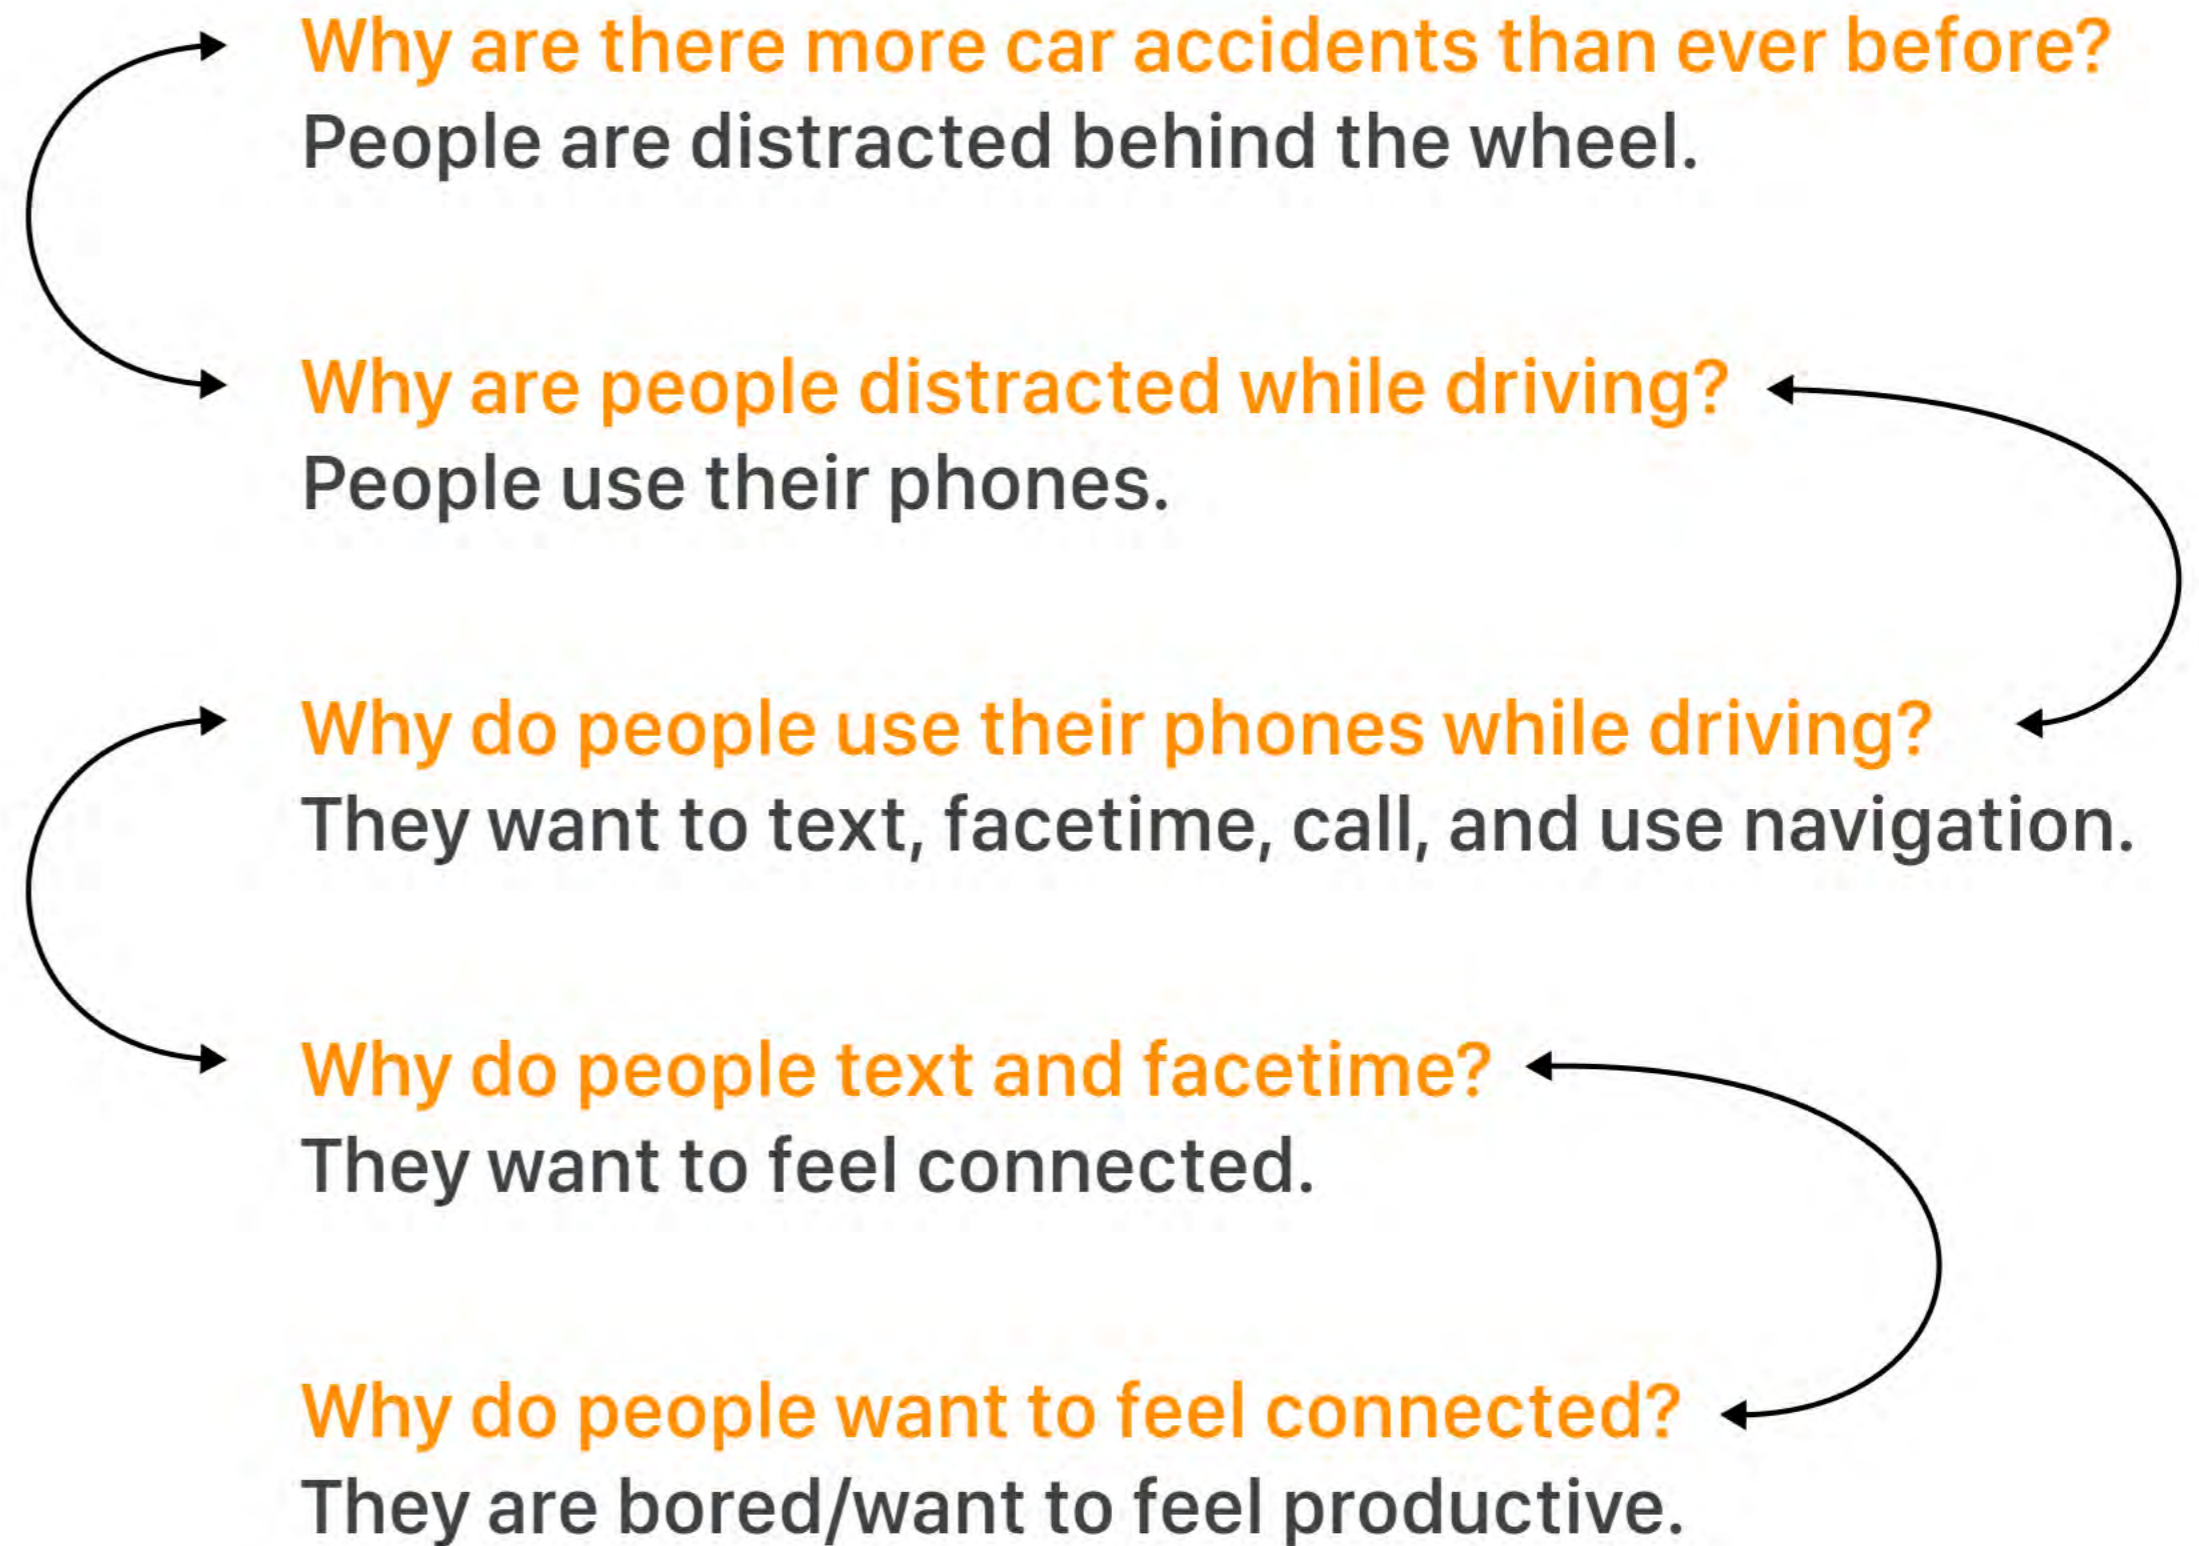 Why are there more car accidents than ever before?
People are distracted behind the wheel.
Why are people distracted while driving?
People use their phones.
Why do people use their phones while driving?
They want to text, facetime, call, and use navigation.
Why do people text and facetime?
They want to feel connected.
Why do people want to feel connected?
They are bored/want to feel productive.